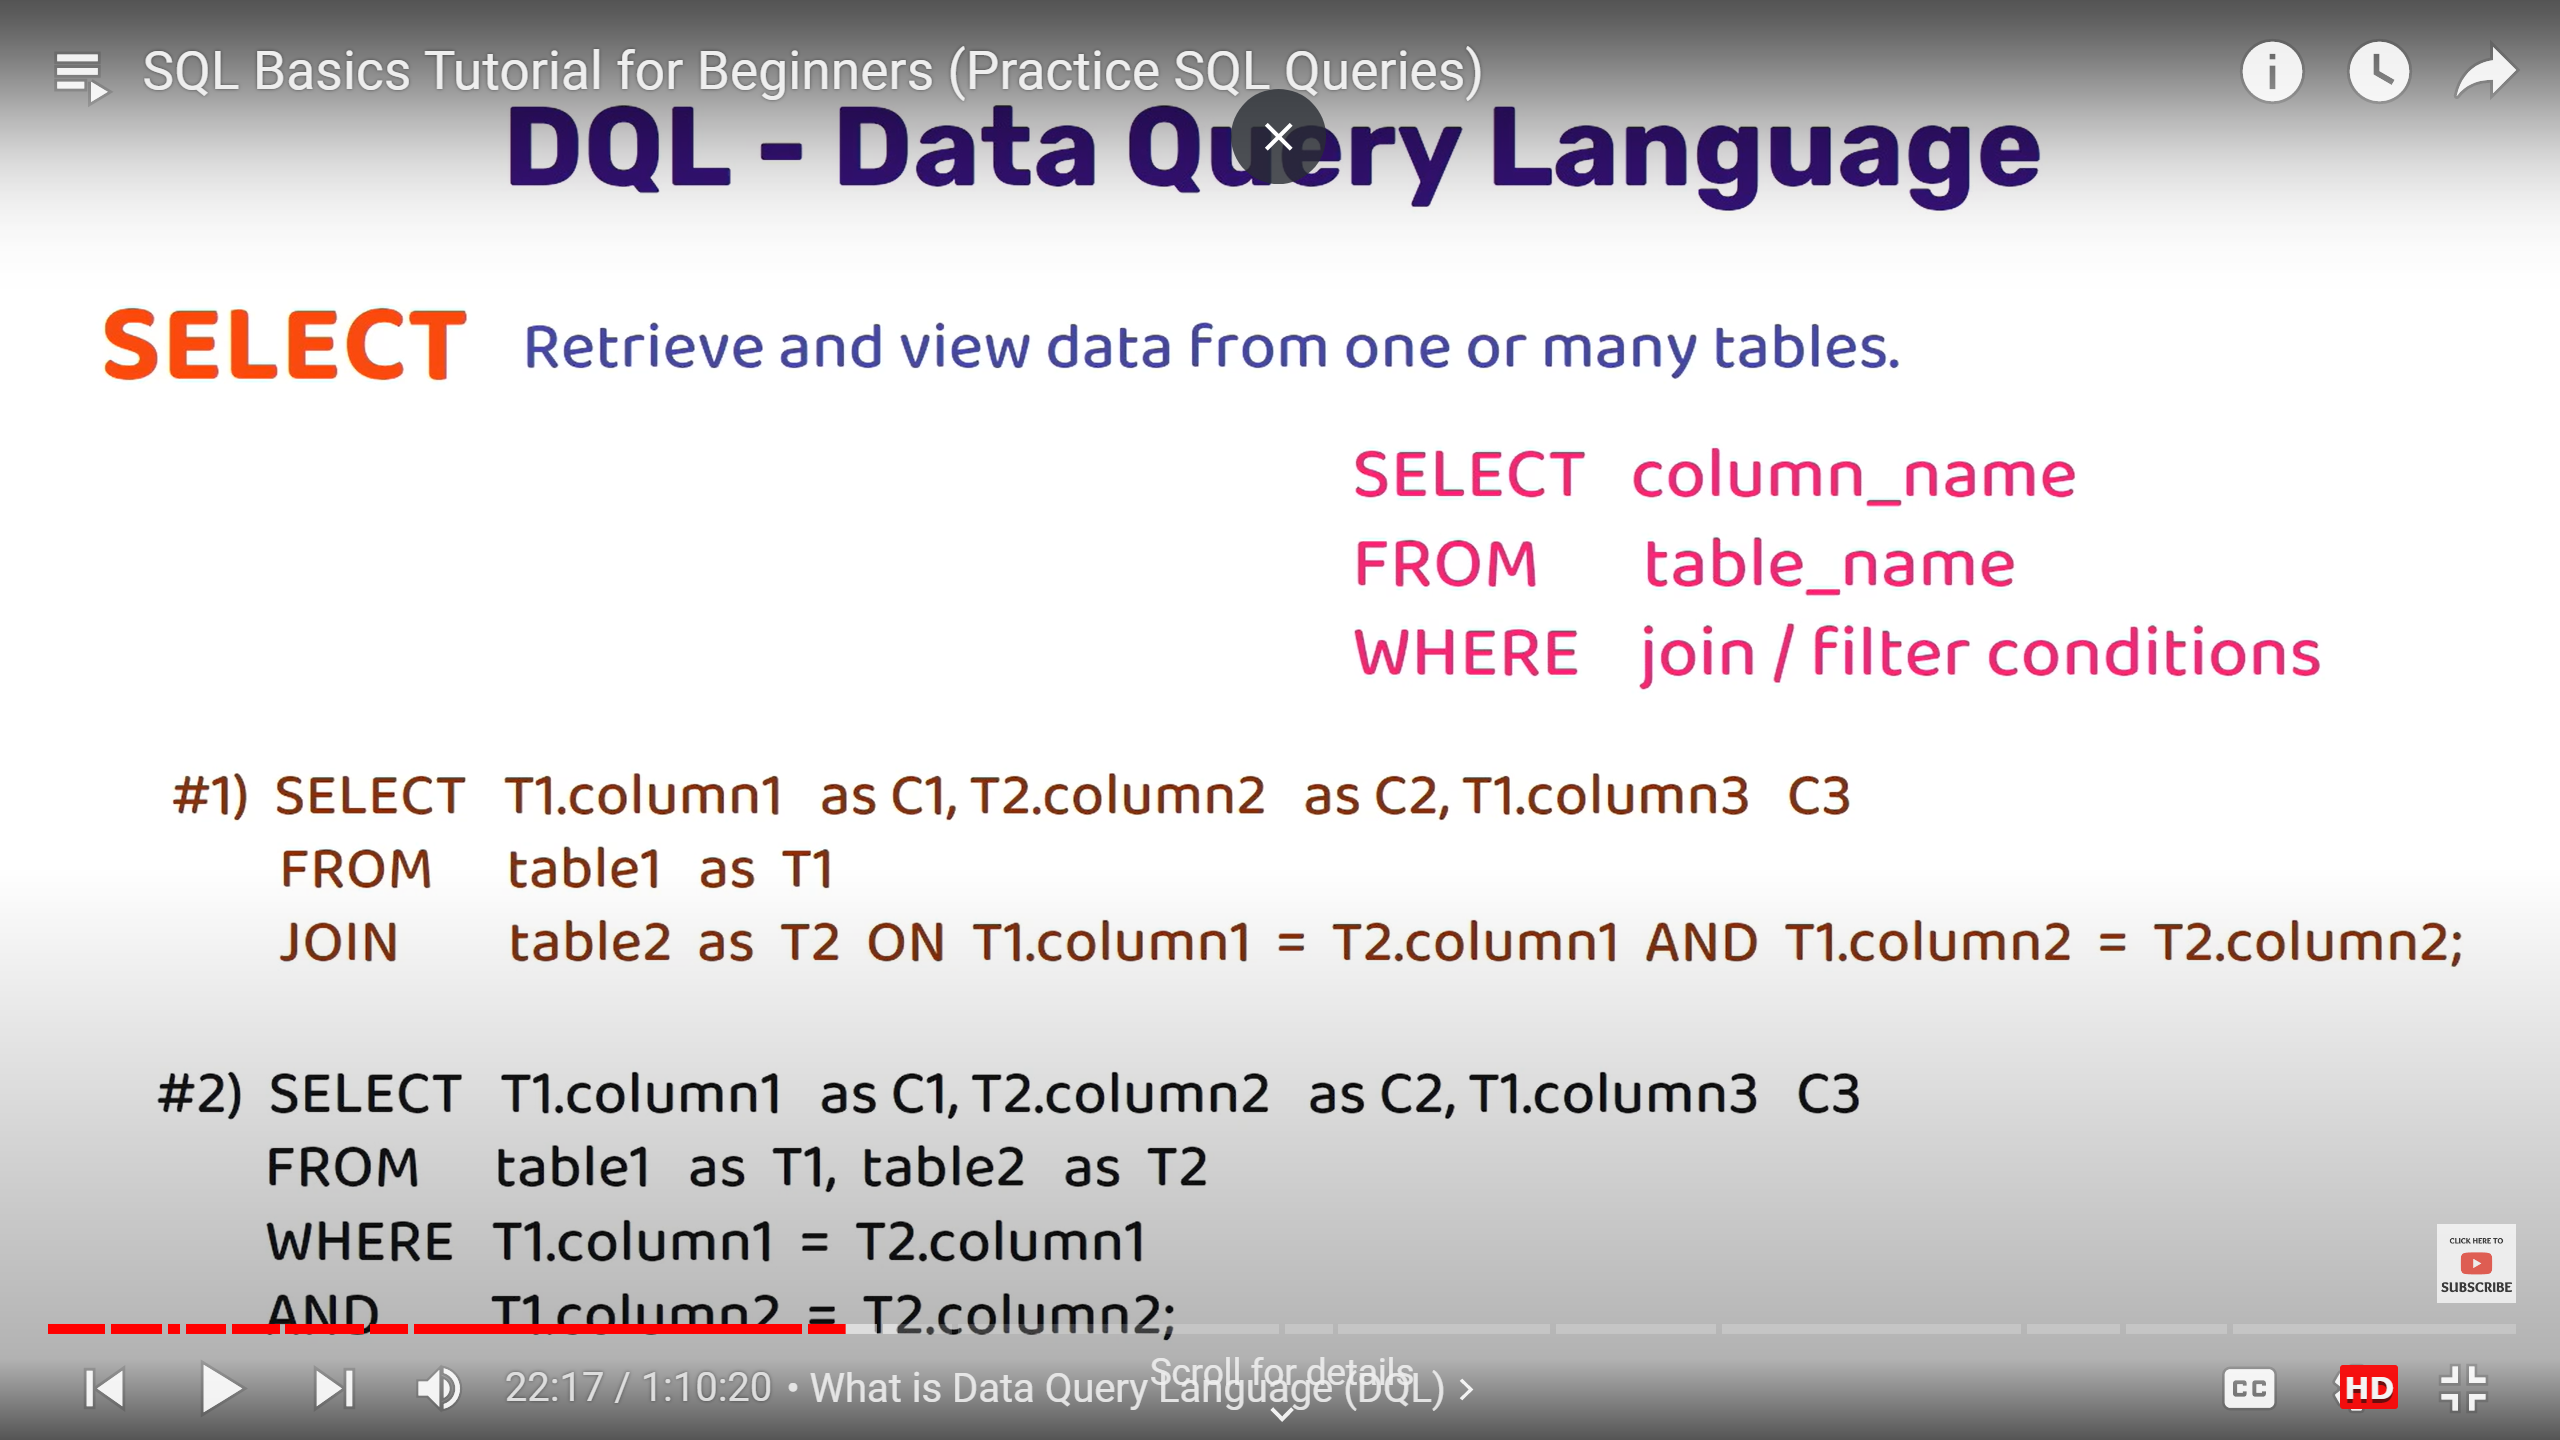 SQL Basics Tutorial for Beginners (Practice SQL Queries)
DQL - Data Query Language
SELECT Retrieve and view data from one or many tables.
SELECT column_name
FROM table_name
WHERE join / filter conditions
#1) SELECT T1.column1 as C1, T2.column2 as C2, T1.column3 C3
FROM table1 as T1
JOIN table2 as T2 ON T1.column1 = T2.column1 AND T1.column2 = T2.column2;
#2) SELECT T1.column1 as C1, T2.column2 as C2, T1.column3 C3
FROM table1 as T1, table2 as T2
WHERE T1.column1 = T2.column1
AND T1.column2 = T2.column2;
CLICK HERE TO
SUBSCRIBE
Scroll for details
22:17 / 1:10:20 • What is Data Query Language (DQL)
CC
HD